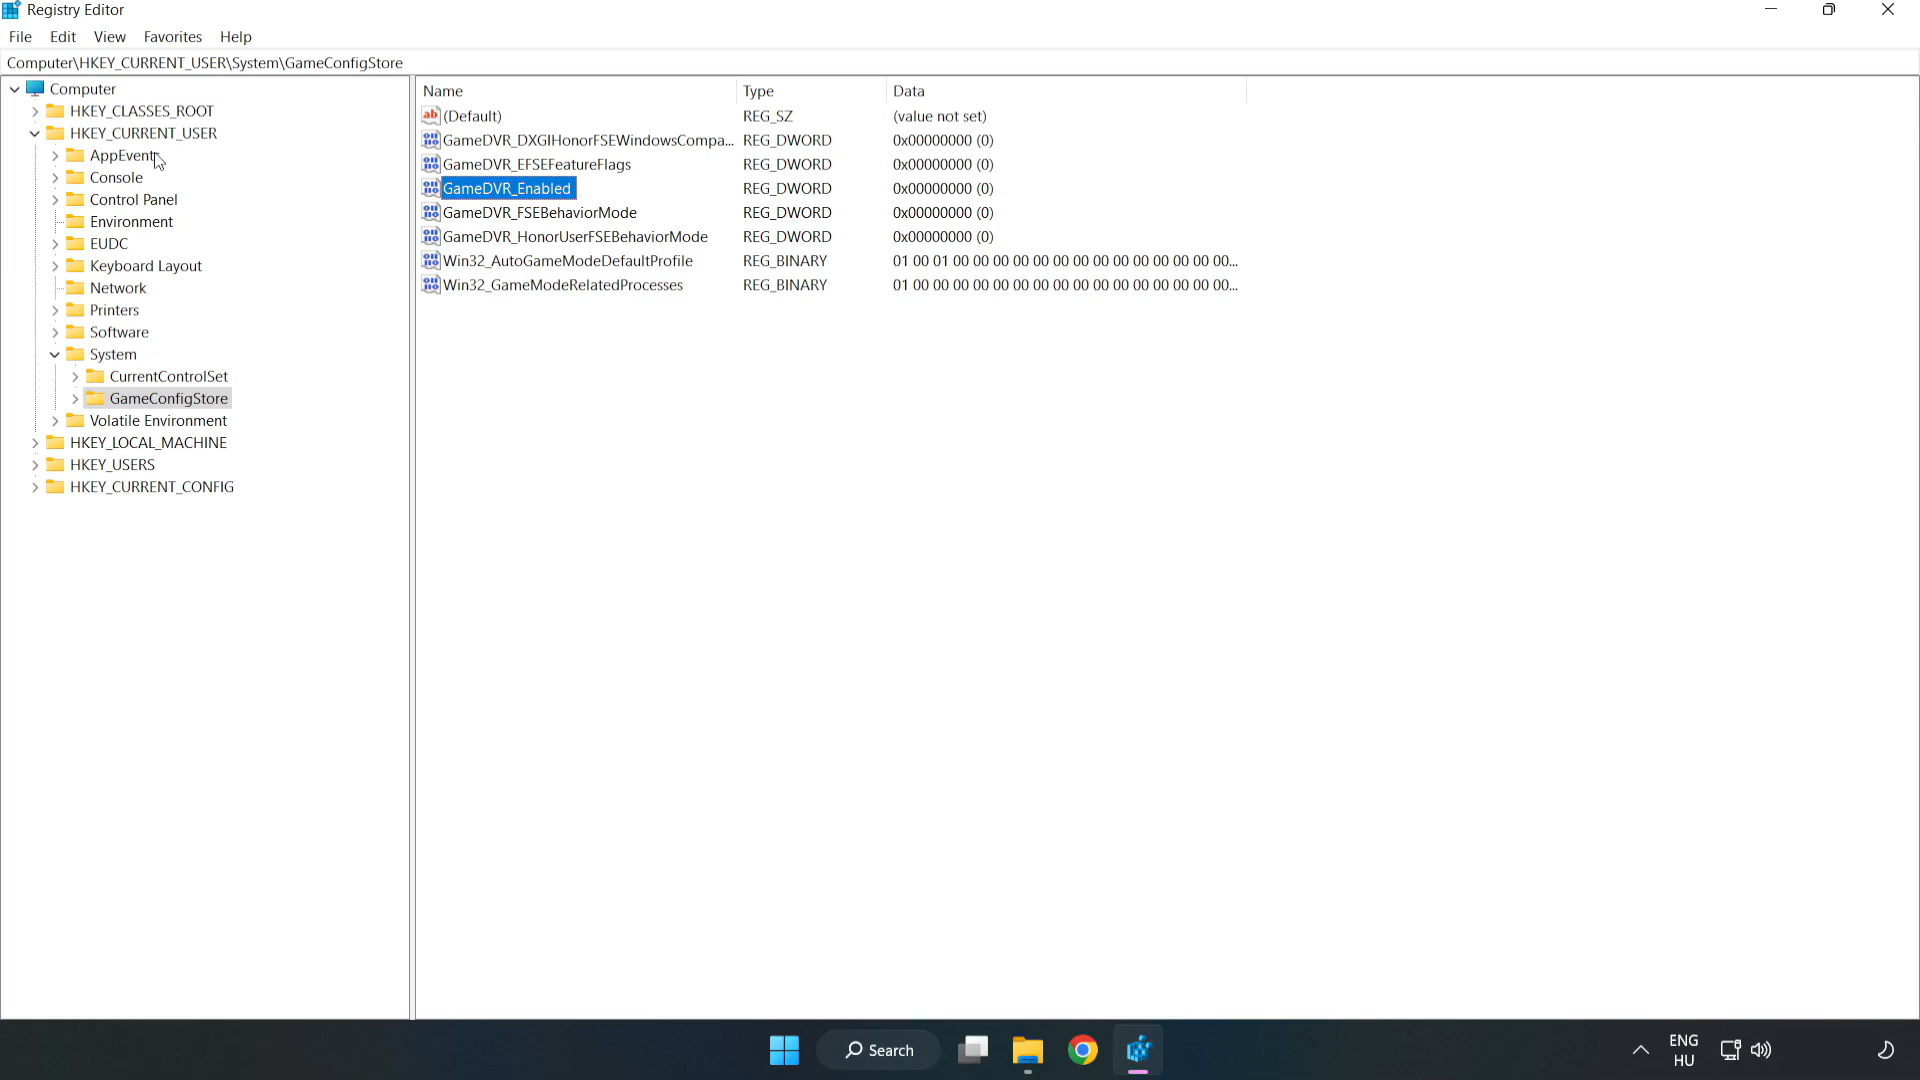 Registry Editor
File Edit View Favorites Help
Computer\HKEY_CURRENT_USER\System\GameConfigStore
Computer
HKEY_CLASSES_ROOT
HKEY_CURRENT_USER
AppEvents
Console
Control Panel
Environment
EUDC
Keyboard Layout
Network
Printers
Software
System
CurrentControlSet
GameConfigStore
Volatile Environment
HKEY_LOCAL_MACHINE
HKEY_USERS
HKEY_CURRENT_CONFIG
Name Type Data
(Default) REG_SZ (value not set)
GameDVR_DXGIHonorFSEWindowsCompa... REG_DWORD 0x00000000 (0)
GameDVR_EFSEFeatureFlags REG_DWORD 0x00000000 (0)
GameDVR_Enabled REG_DWORD 0x00000000 (0)
GameDVR_FSEBehaviorMode REG_DWORD 0x00000000 (0)
GameDVR_HonorUserFSEBehaviorMode REG_DWORD 0x00000000 (0)
Win32_AutoGameModeDefaultProfile REG_BINARY 01 00 01 00 00 00 00 00 00 00 00 00 00 00 00 00 00...
Win32_GameModeRelatedProcesses REG_BINARY 01 00 00 00 00 00 00 00 00 00 00 00 00 00 00 00 00...
Search
ENG
HU